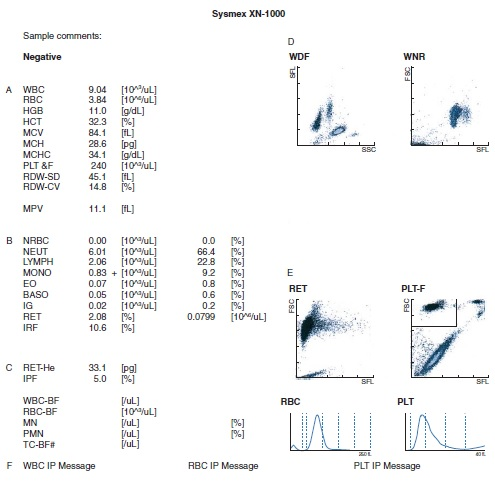 Sysmex XN-1000
Sample comments:
Negative
A WBC 9.04 [10^3/uL]
RBC 3.84 [10^6/uL]
HGB 11.0 [g/dL]
HCT 32.3 [%]
MCV 84.1 [fL]
MCH 28.6 [pg]
MCHC 34.1 [g/dL]
PLT &F 240 [10^3/uL]
RDW-SD 45.1 [fL]
RDW-CV 14.8 [%]
MPV 11.1 [fL]
B NRBC 0.00 [10^3/uL] 0.0 [%]
NEUT 6.01 [10^3/uL] 66.4 [%]
LYMPH 2.06 [10^3/uL] 22.8 [%]
MONO 0.83 + [10^3/uL] 9.2 [%]
EO 0.07 [10^3/uL] 0.8 [%]
BASO 0.05 [10^3/uL] 0.6 [%]
IG 0.02 [10^3/uL] 0.2 [%]
RET 2.08 [%] 0.0799 [10^6/uL]
IRF 10.6 [%]
C RET-He 33.1 [pg]
IPF 5.0 [%]
WBC-BF [/uL]
RBC-BF [10^3/uL]
MN [/uL] [%]
PMN [/uL] [%]
TC-BF# [/uL]
D
WDF WNR
SFL FSC
SSC SFL
E
RET PLT-F
FSC FSC
SFL SFL
RBC PLT
250 fL 40 fL
F WBC IP Message RBC IP Message PLT IP Message